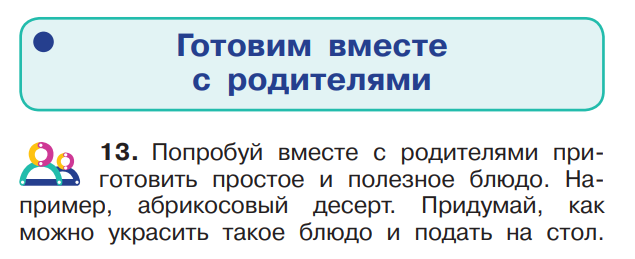 Готовим вместе
с родителями
13. Попробуй вместе с родителями при-
готовить простое и полезное блюдо. На-
пример, абрикосовый десерт. Придумай, как
можно украсить такое блюдо и подать на стол.